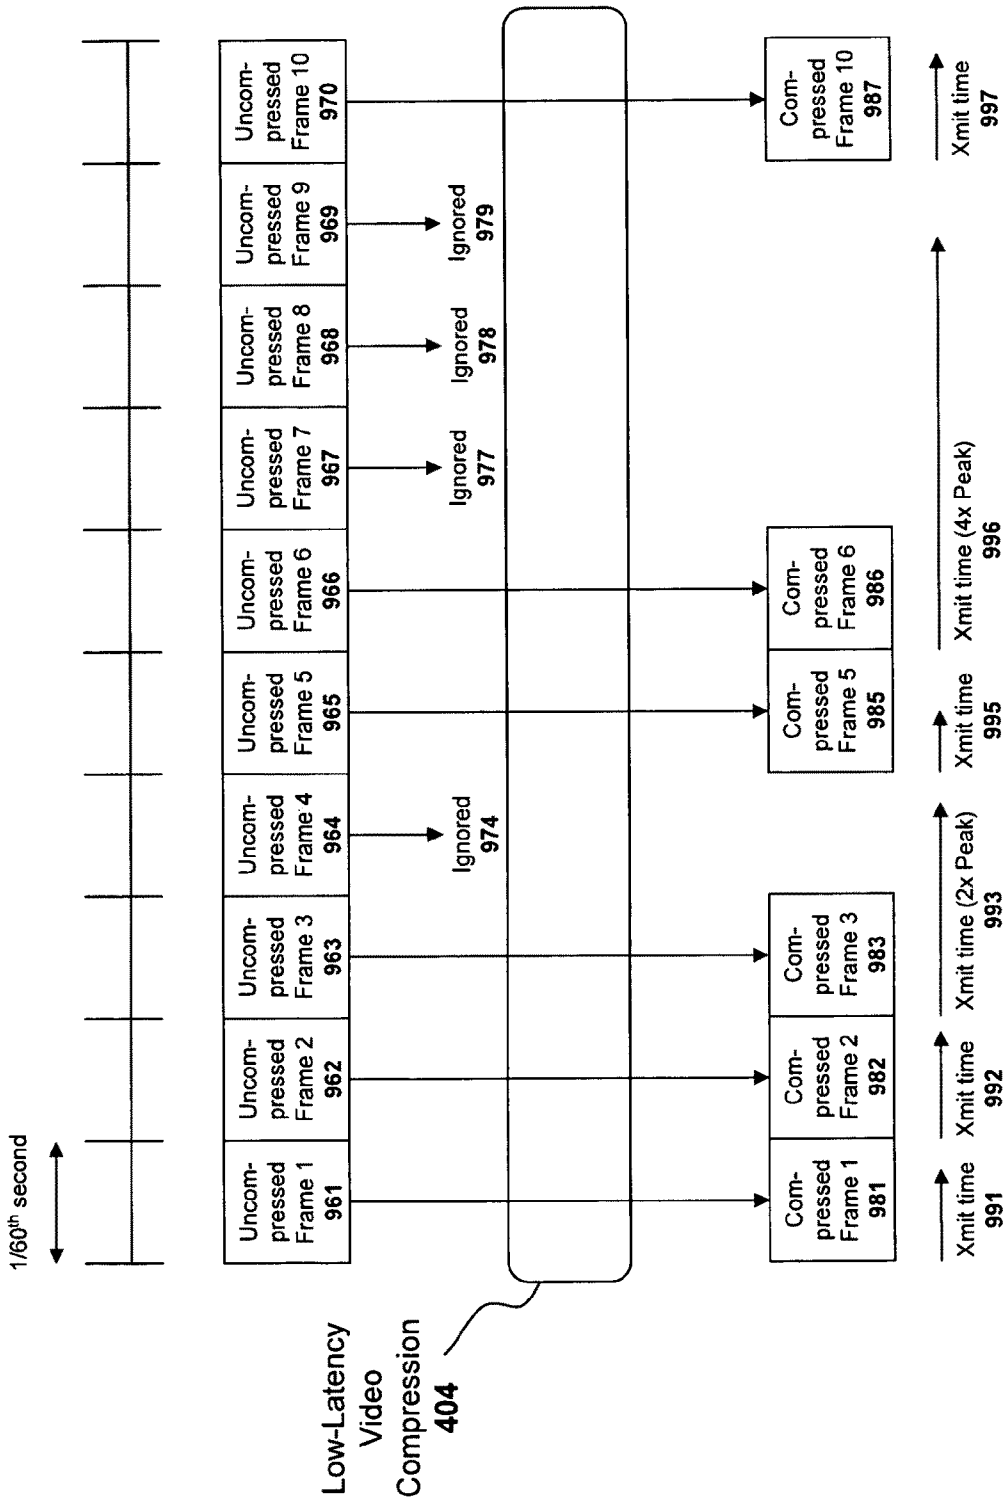 1/60th second
Uncom-
pressed
Frame 1
961
Uncom-
pressed
Frame 2
962
Uncom-
pressed
Frame 3
963
Uncom-
pressed
Frame 4
964
Uncom-
pressed
Frame 5
965
Uncom-
pressed
Frame 6
966
Uncom-
pressed
Frame 7
967
Uncom-
pressed
Frame 8
968
Uncom-
pressed
Frame 9
969
Uncom-
pressed
Frame 10
970
Ignored
974
Ignored
977
Ignored
978
Ignored
979
Low-Latency
Video
Compression
404
Com-
pressed
Frame 1
981
Com-
pressed
Frame 2
982
Com-
pressed
Frame 3
983
Com-
pressed
Frame 5
985
Com-
pressed
Frame 6
986
Com-
pressed
Frame 10
987
Xmit time
991
Xmit time
992
Xmit time (2x Peak)
993
Xmit time
995
Xmit time (4x Peak)
996
Xmit time
997